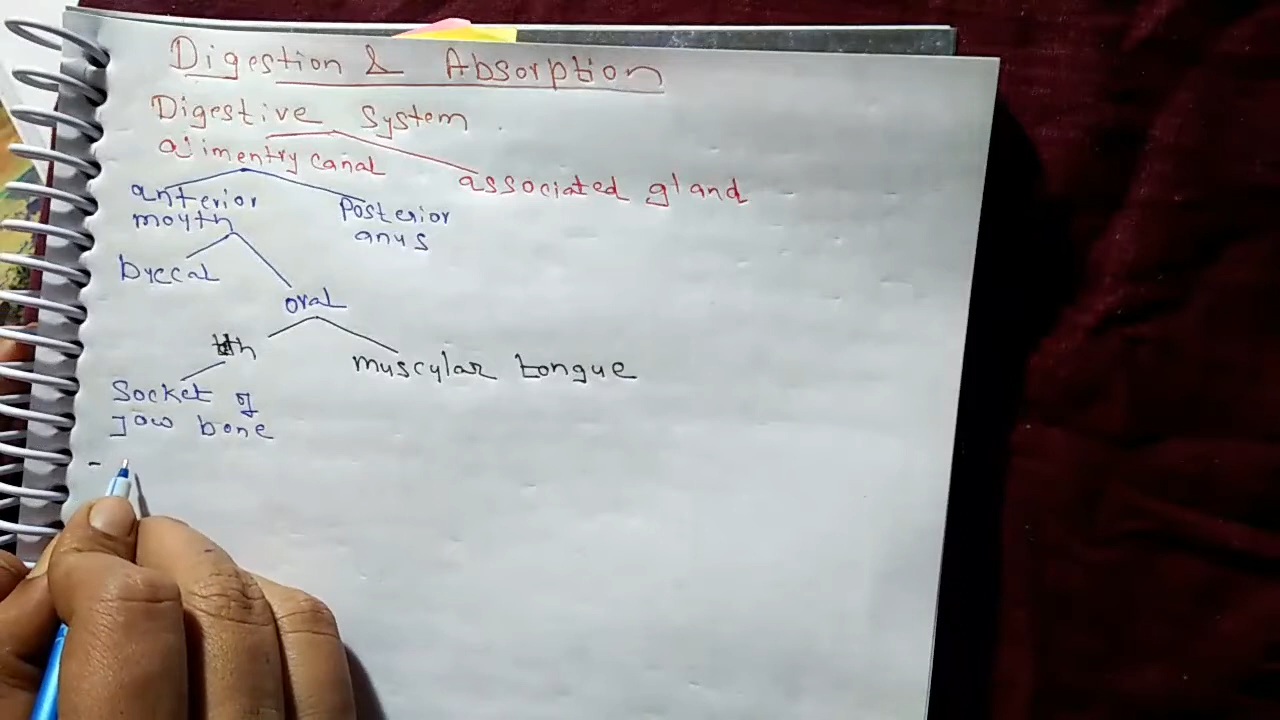 Digestion & Absorption
Digestive System
alimentry canal
associated gland
anterior
mouth
Posterior
anus
buccal
oral
muscular tongue
Socket of
Jaw bone
-